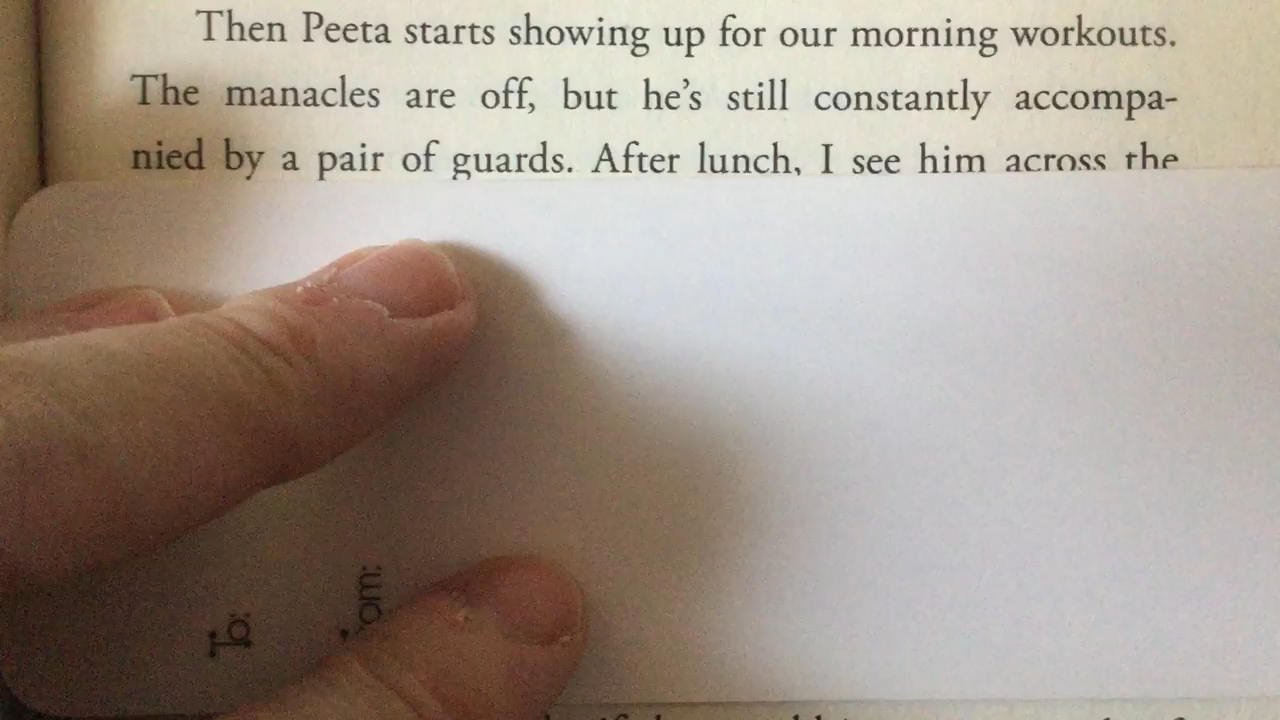 Then Peeta starts showing up for our morning workouts.
The manacles are off, but he's still constantly accompa-
nied by a pair of guards. After lunch, I see him across the
To: